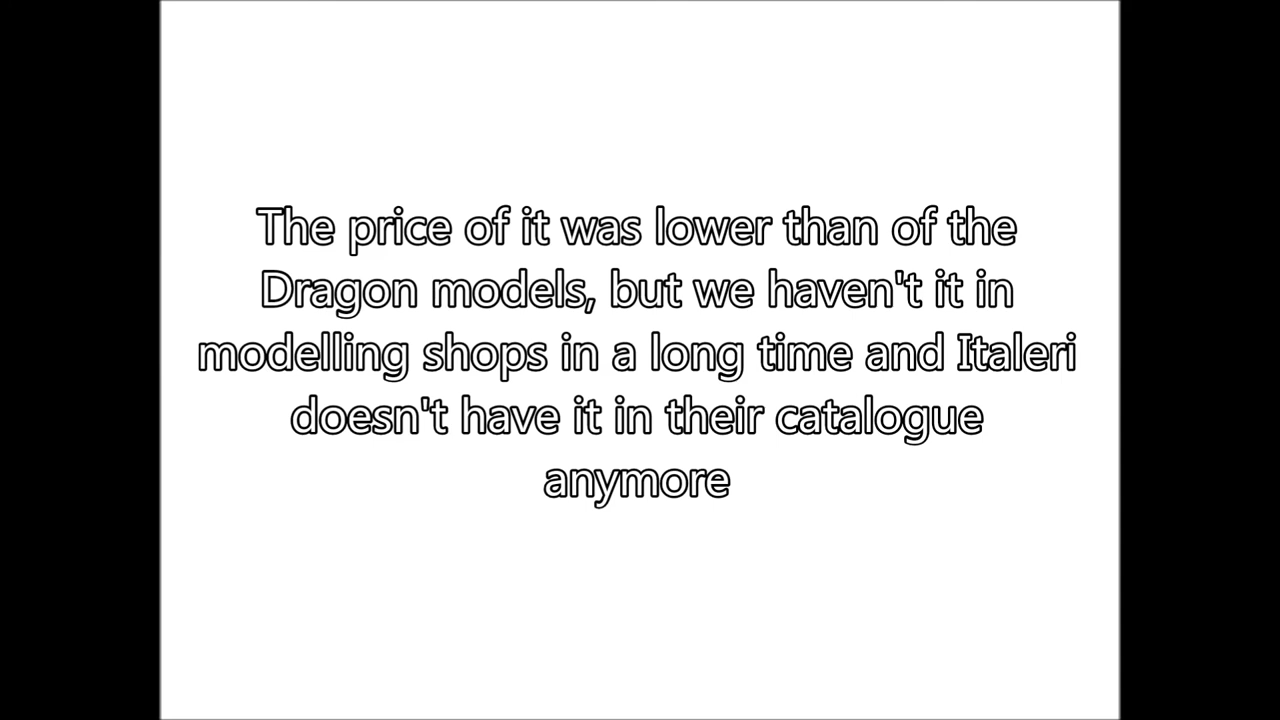 The price of it was lower than of the
Dragon models, but we haven't it in
modelling shops in a long time and Italeri
doesn't have it in their catalogue
anymore